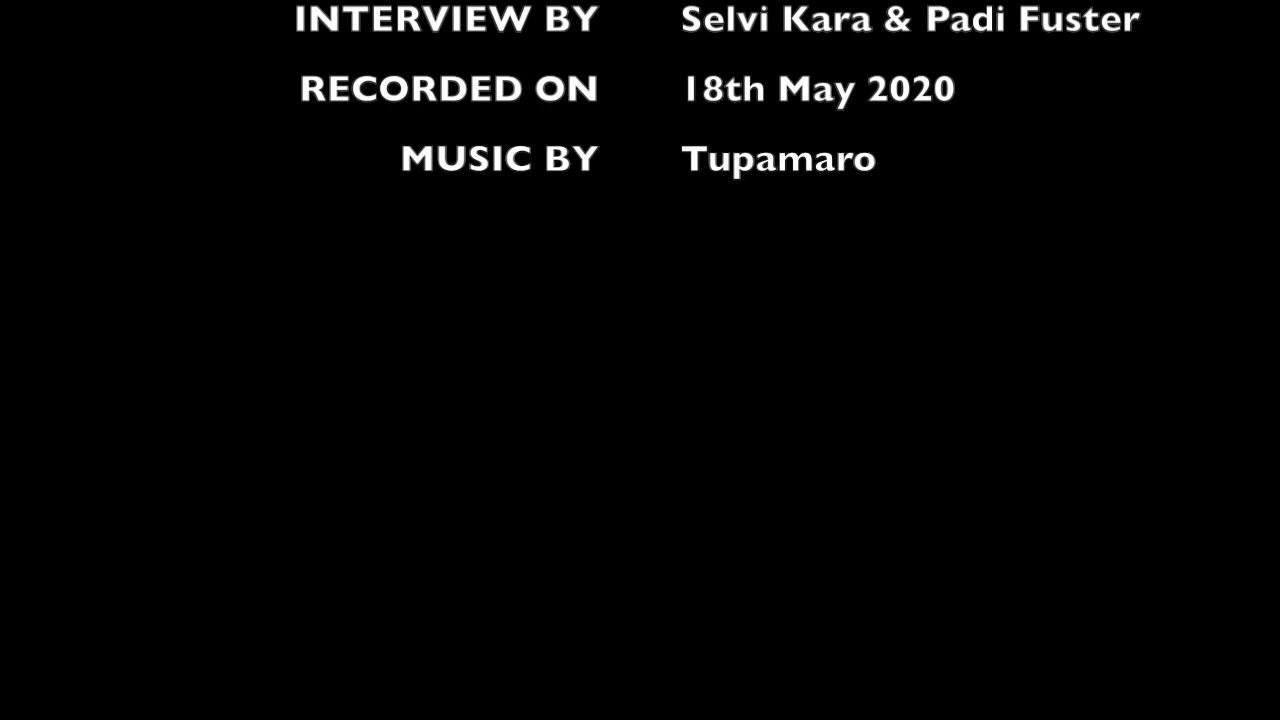 INTERVIEW BY Selvi Kara & Padi Fuster
RECORDED ON 18th May 2020
MUSIC BY Tupamaro